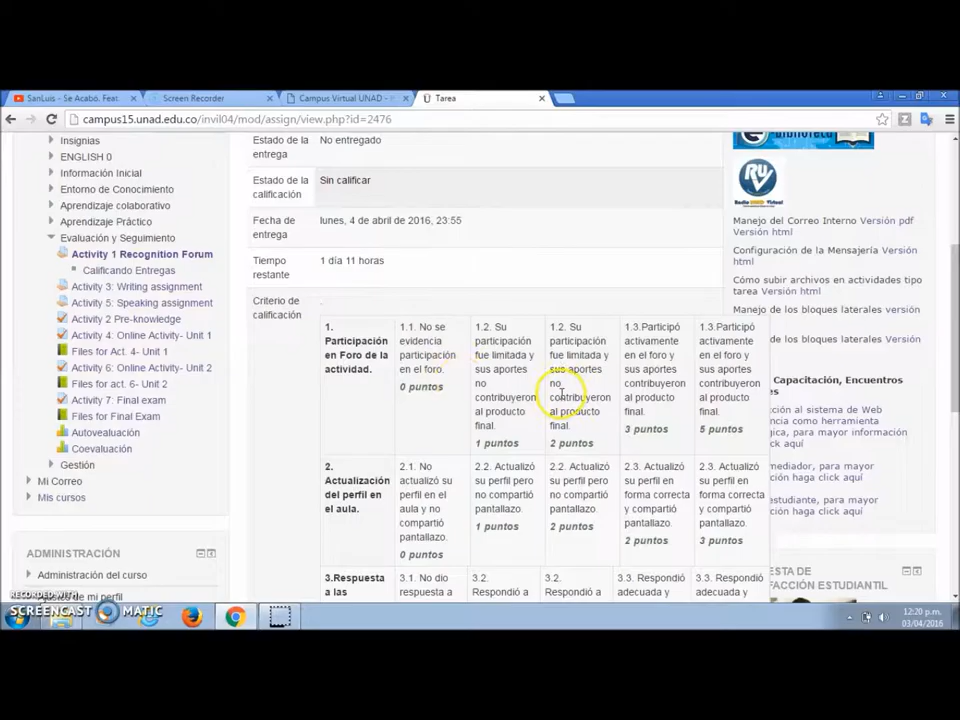 SanLuis - Se Acabó. Feat
Screen Recorder
Campus Virtual UNAD -
Tarea
campus15.unad.edu.co/invil04/mod/assign/view.php?id=2476
Insignias
ENGLISH 0
Información Inicial
Entorno de Conocimiento
Aprendizaje colaborativo
Aprendizaje Práctico
Evaluación y Seguimiento
Activity 1 Recognition Forum
Calificando Entregas
Activity 3: Writing assignment
Activity 5: Speaking assignment
Activity 2 Pre-knowledge
Activity 4: Online Activity- Unit 1
Files for Act. 4- Unit 1
Activity 6: Online Activity- Unit 2
Files for act. 6- Unit 2
Activity 7: Final exam
Files for Final Exam
Autoevaluación
Coevaluación
Gestión
Mi Correo
Mis cursos
ADMINISTRACIÓN
Administración del curso
Ajustes de mi perfil
Estado de la
entrega
No entregado
Estado de la
calificación
Sin calificar
Fecha de
entrega
lunes, 4 de abril de 2016, 23:55
Tiempo
restante
1 día 11 horas
Criterio de
calificación
1.
Participación
en Foro de la
actividad.
1.1. No se
evidencia
participación
en el foro.
0 puntos
1.2. Su
participación
fue limitada y
sus aportes
no
contribuyeron
al producto
final.
1 puntos
1.2. Su
participación
fue limitada y
sus aportes
no
contribuyeron
al producto
final.
2 puntos
1.3.Participó
activamente
en el foro y
sus aportes
contribuyeron
al producto
final.
3 puntos
1.3.Participó
activamente
en el foro y
sus aportes
contribuyeron
al producto
final.
5 puntos
2.
Actualización
del perfil en
el aula.
2.1. No
actualizó su
perfil en el
aula y no
compartió
pantallazo.
0 puntos
2.2. Actualizó
su perfil pero
no compartió
pantallazo.
1 puntos
2.2. Actualizó
su perfil pero
no compartió
pantallazo.
2 puntos
2.3. Actualizó
su perfil en
forma correcta
y compartió
pantallazo.
2 puntos
2.3. Actualizó
su perfil en
forma correcta
y compartió
pantallazo.
3 puntos
3.Respuesta
a las
3.1. No dio
respuesta a
3.2.
Respondió a
3.2.
Respondió a
3.3. Respondió
adecuada y
3.3. Respondió
adecuada y
e-Biblioteca
RUV
Radio UNAD Virtual
Manejo del Correo Interno Versión pdf
Versión html
Configuración de la Mensajería Versión
html
Cómo subir archivos en actividades tipo
tarea Versión html
Manejo de los bloques laterales Versión
Manejo de los bloques laterales Versión
Capacitación, Encuentros
cción al sistema de Web
encia como herramienta
gica, para mayor información
click aquí
mediador, para mayor
ción haga click aquí
estudiante, para mayor
ción haga click aquí
ESTA DE
FACCIÓN ESTUDIANTIL
RECORDED WITH
SCREENCAST MATIC
12:20 p.m.
03/04/2016